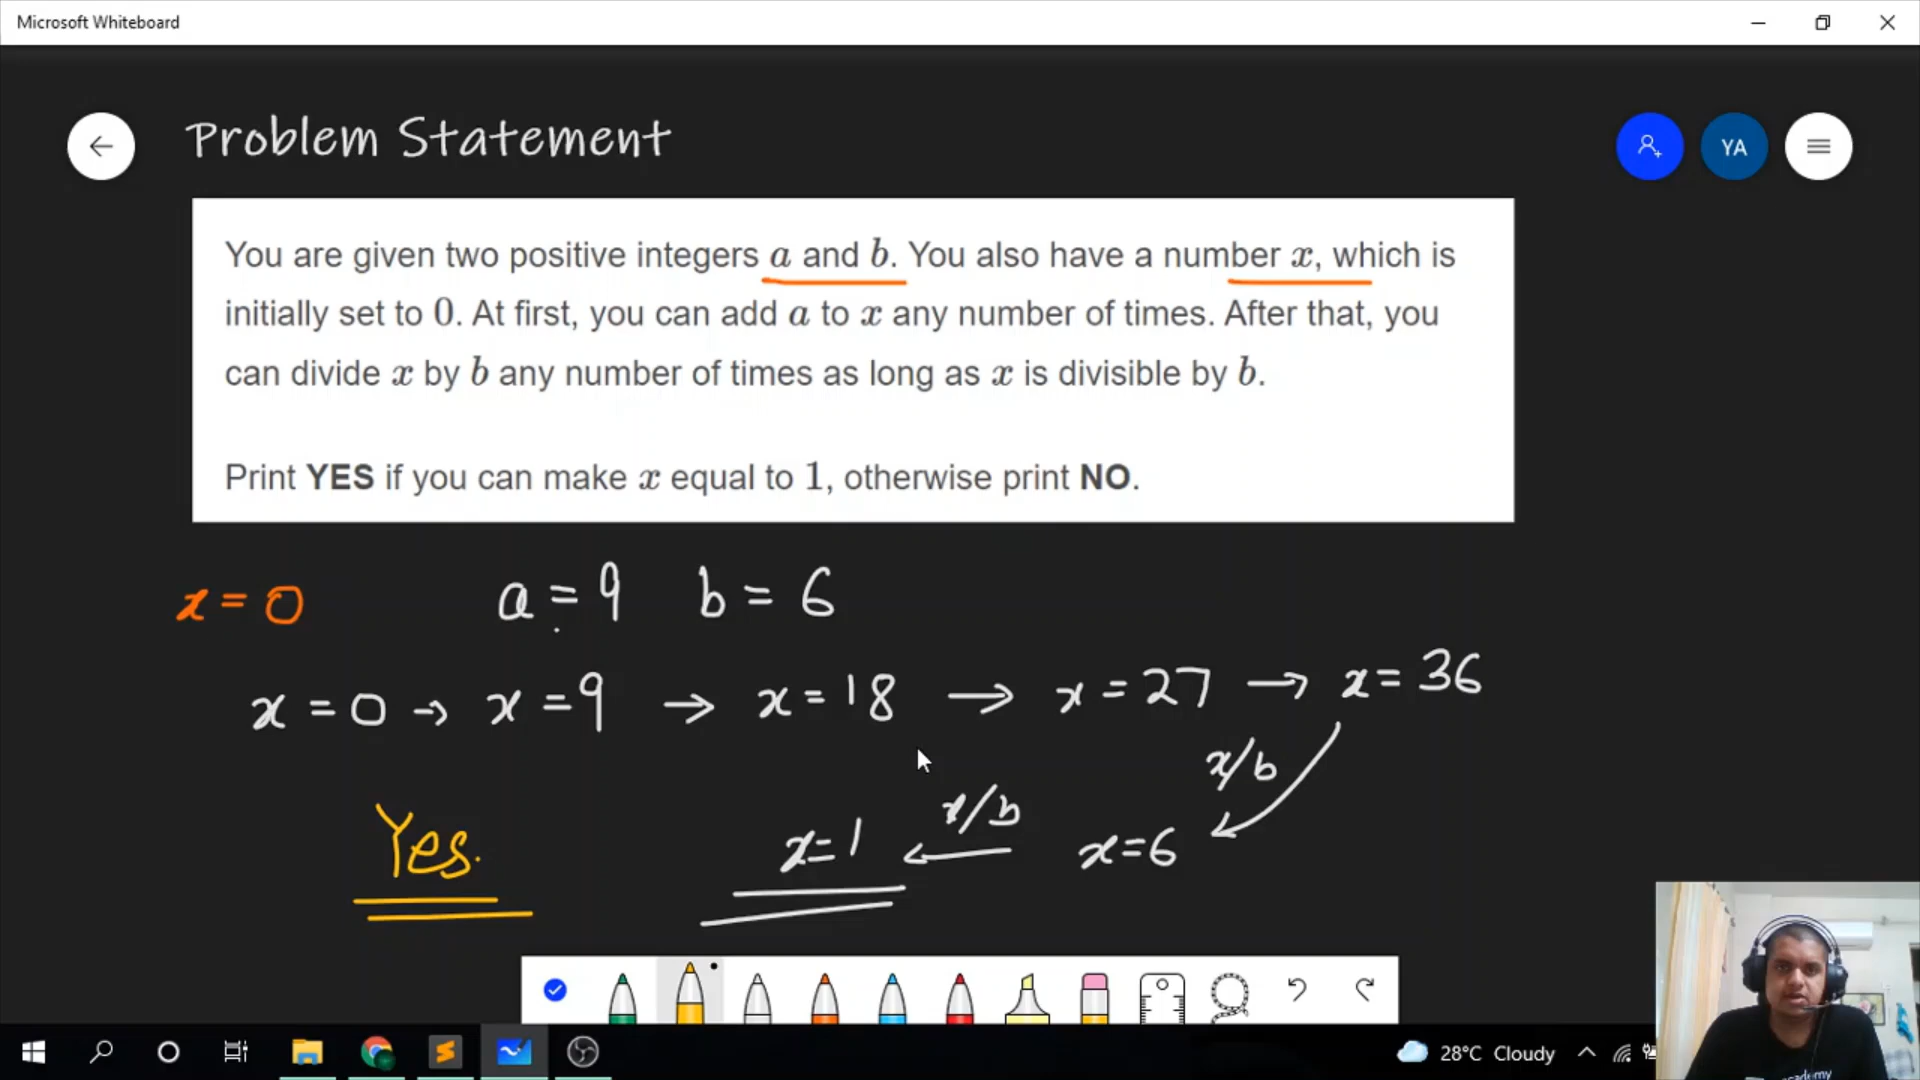 Microsoft Whiteboard
Problem Statement
YA
You are given two positive integers a and b. You also have a number x, which is
initially set to 0. At first, you can add a to x any number of times. After that, you
can divide x by b any number of times as long as x is divisible by b.
Print YES if you can make x equal to 1, otherwise print NO.
x = 0 a = 9 b = 6
x = 0 → x = 9 → x = 18 → x = 27 → x = 36
x/b
x/b
Yes. x=1 x=6
28°C Cloudy
academy